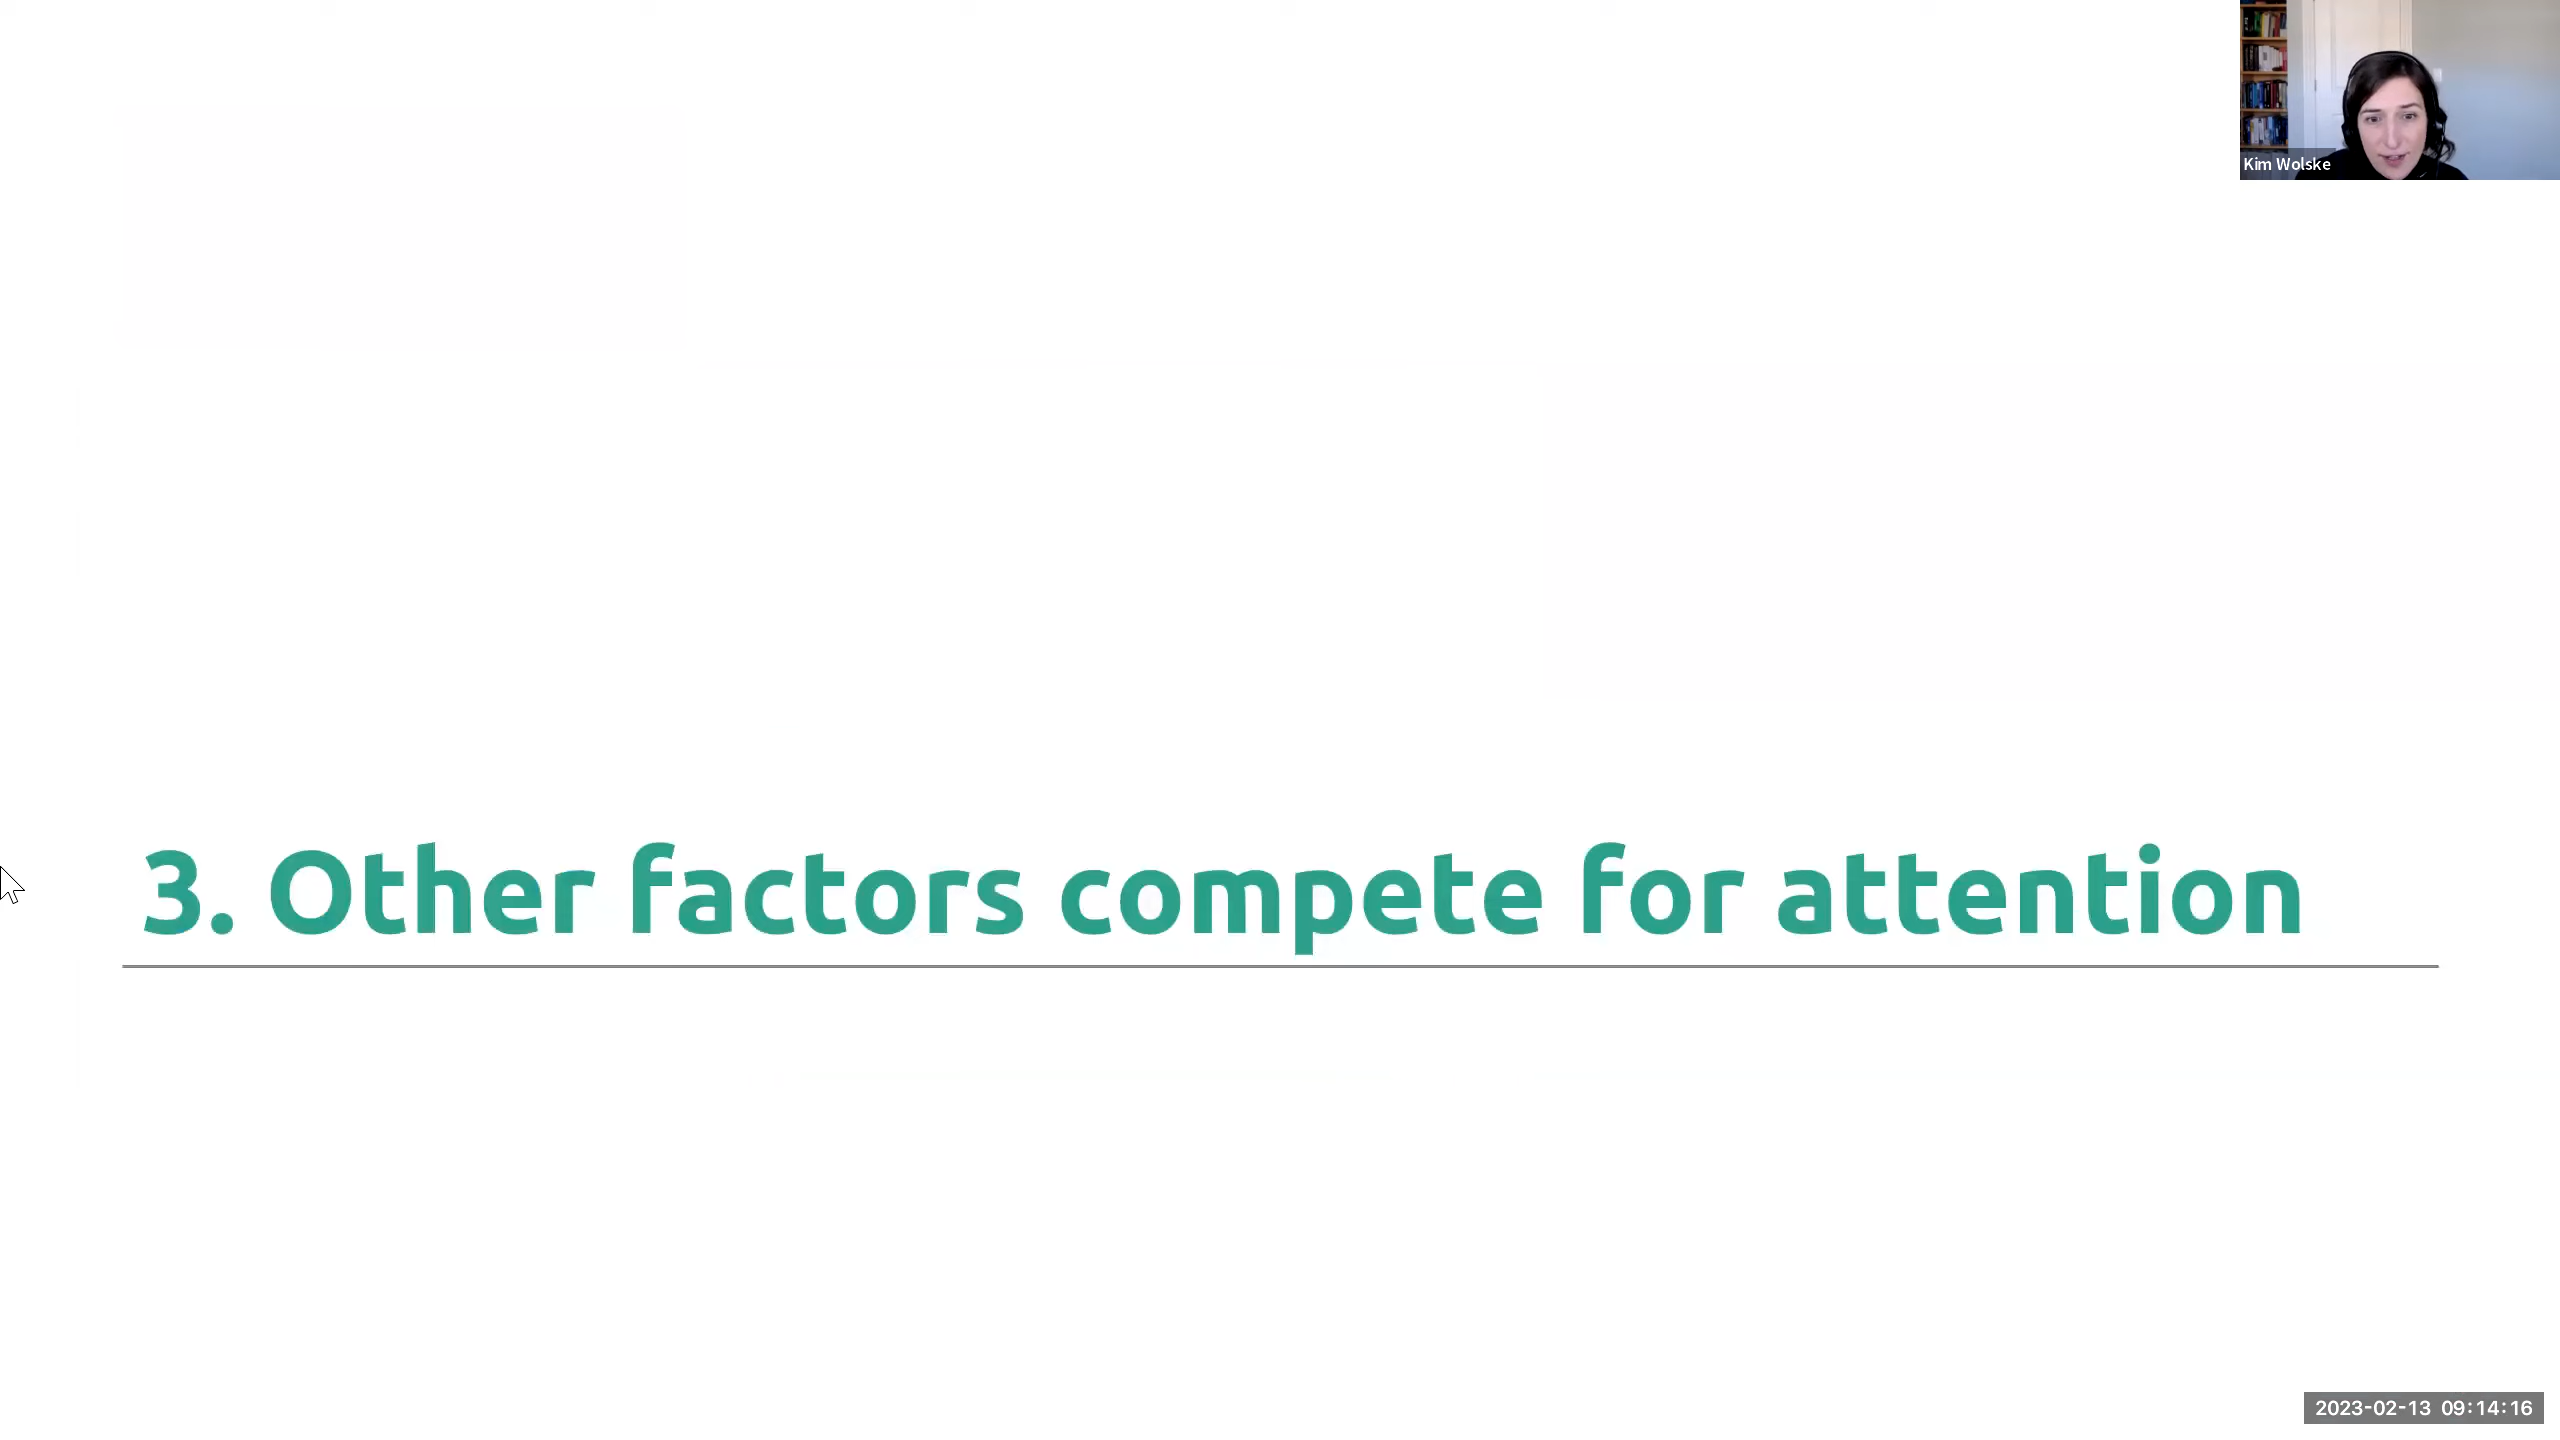 Kim Wolske
3. Other factors compete for attention
2023-02-13 09:14:16